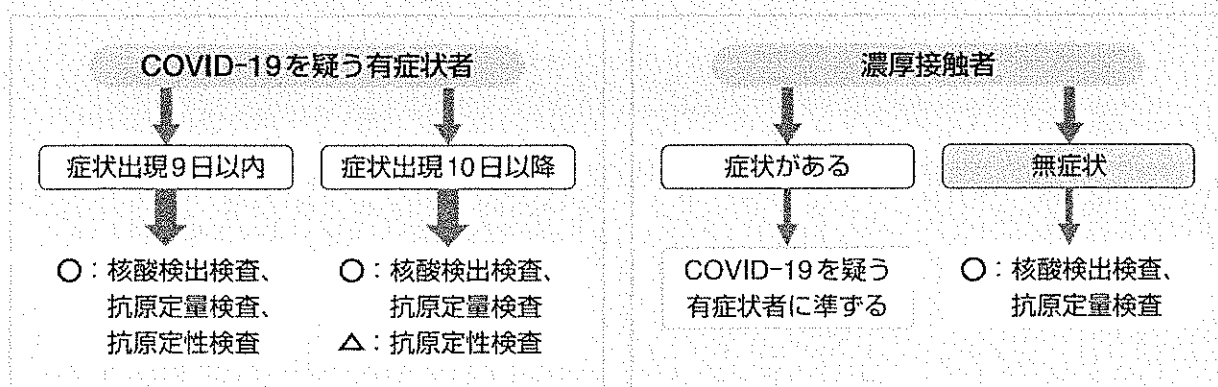 COVID-19を疑う有症状者
症状出現9日以内
〇：核酸検出検査、
抗原定量検査、
抗原定性検査
症状出現10日以降
〇：核酸検出検査、
抗原定量検査
△：抗原定性検査
濃厚接触者
症状がある
COVID-19を疑う
有症状者に準ずる
無症状
〇：核酸検出検査、
抗原定量検査